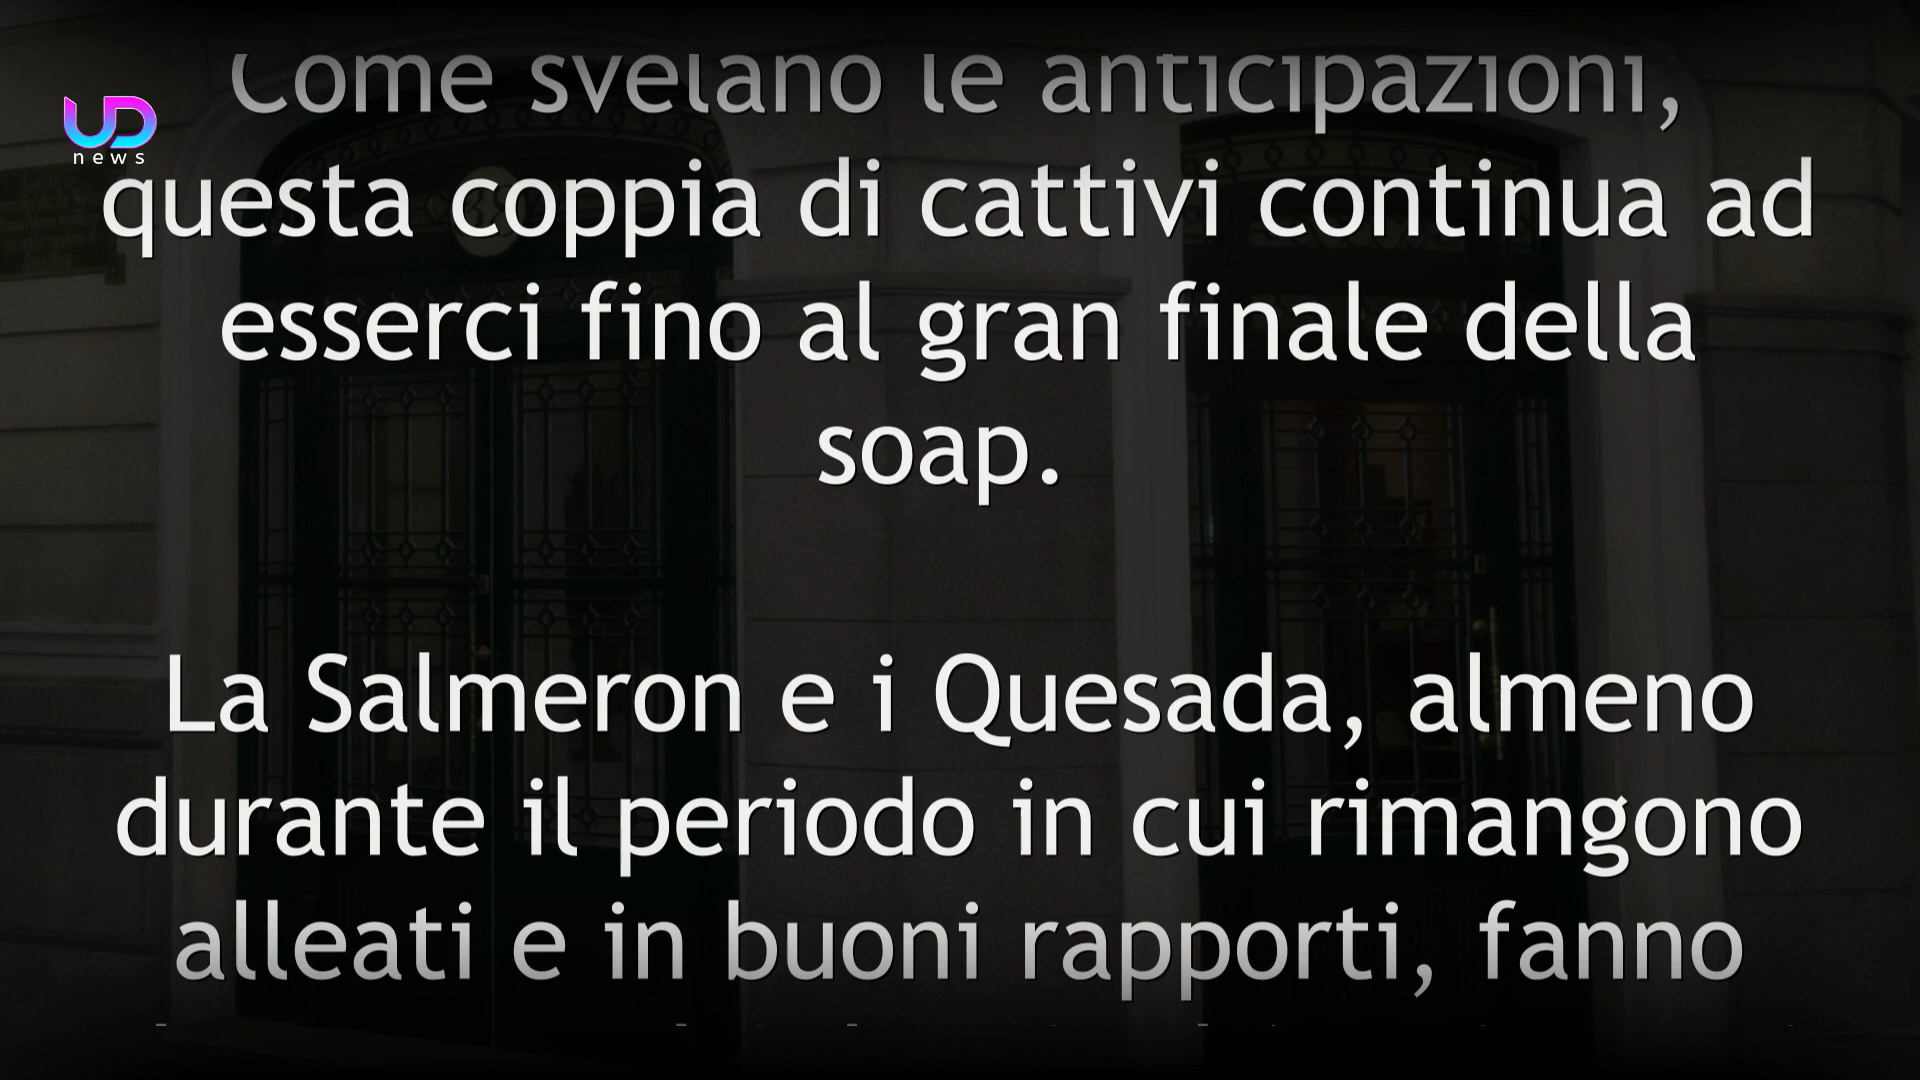 Come svelano le anticipazioni,
UD
news
questa coppia di cattivi continua ad
esserci fino al gran finale della
soap.
La Salmeron e i Quesada, almeno
durante il periodo in cui rimangono
alleati e in buoni rapporti, fanno